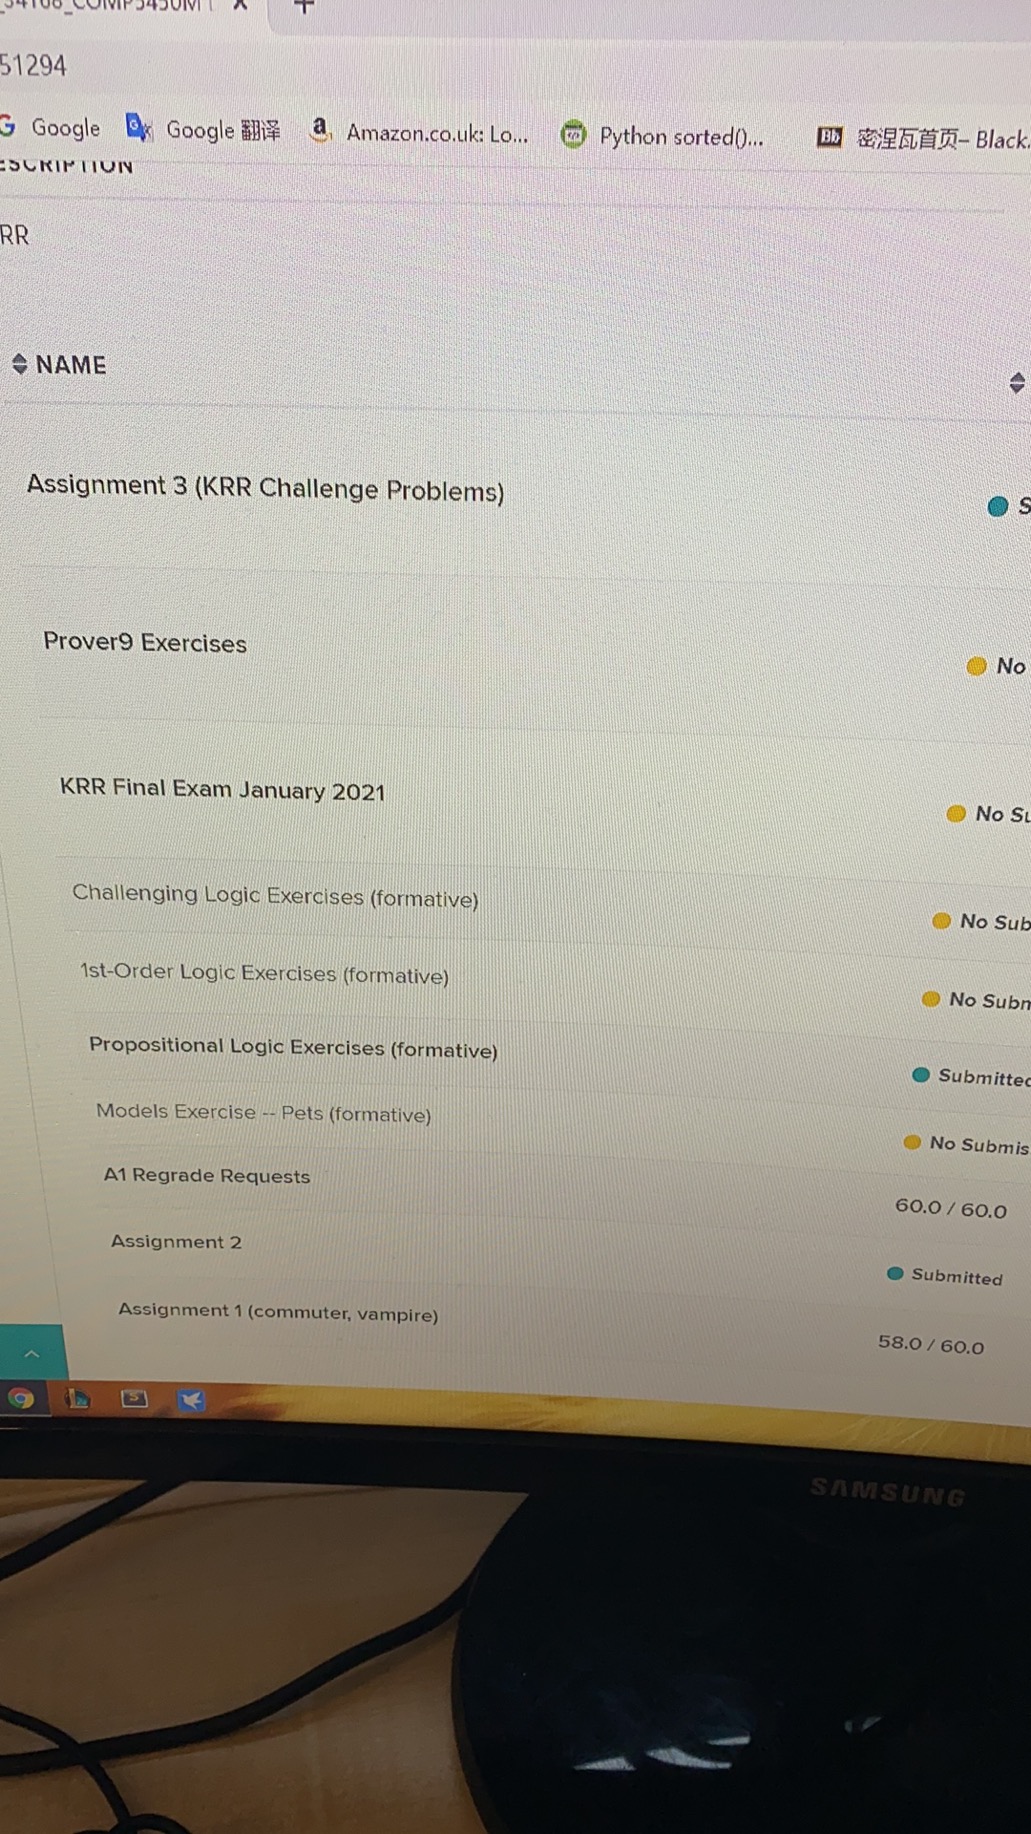 51294
Google Google 翻译 Amazon.co.uk: Lo... Python sorted()... Bb 密涅瓦首页– Black.
ESCRIPTION
RR
NAME
Assignment 3 (KRR Challenge Problems) S
Prover9 Exercises No
KRR Final Exam January 2021 No Su
Challenging Logic Exercises (formative) No Sub
1st-Order Logic Exercises (formative) No Subm
Propositional Logic Exercises (formative) Submitted
Models Exercise -- Pets (formative) No Submis
A1 Regrade Requests 60.0 / 60.0
Assignment 2 Submitted
Assignment 1 (commuter, vampire) 58.0 / 60.0
SAMSUNG